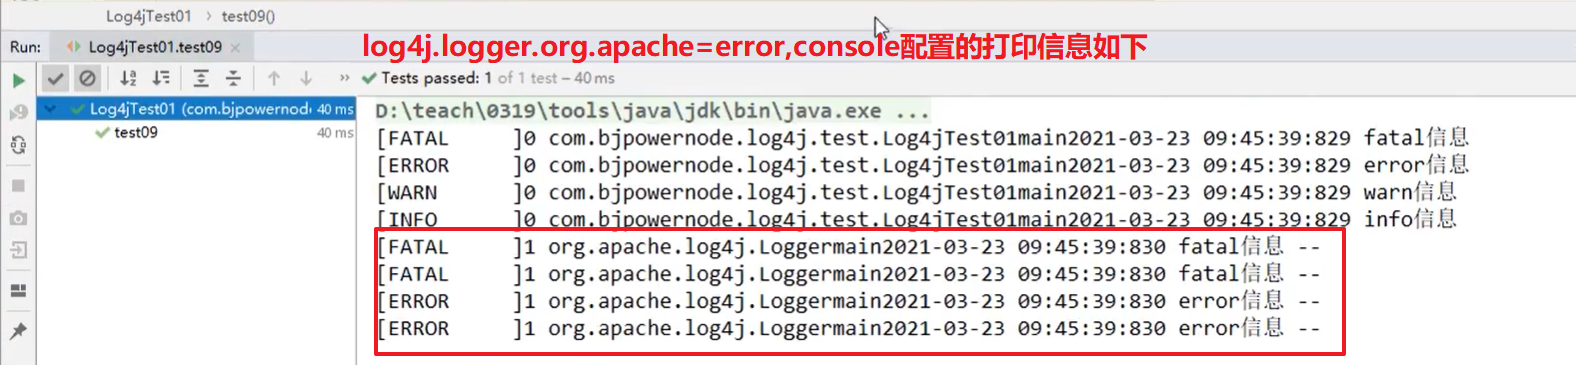 Log4jTest01 > test09()
Run: Log4jTest01.test09 ×
log4j.logger.org.apache=error,console配置的打印信息如下
>> Tests passed: 1 of 1 test – 40 ms
Log4jTest01 (com.bjpowernod 40 ms
test09 40 ms
D:\teach\0319\tools\java\jdk\bin\java.exe ...
[FATAL     ]0 com.bjpowernode.log4j.test.Log4jTest01main2021-03-23 09:45:39:829 fatal信息
[ERROR     ]0 com.bjpowernode.log4j.test.Log4jTest01main2021-03-23 09:45:39:829 error信息
[WARN      ]0 com.bjpowernode.log4j.test.Log4jTest01main2021-03-23 09:45:39:829 warn信息
[INFO      ]0 com.bjpowernode.log4j.test.Log4jTest01main2021-03-23 09:45:39:829 info信息
[FATAL     ]1 org.apache.log4j.Loggermain2021-03-23 09:45:39:830 fatal信息 --
[FATAL     ]1 org.apache.log4j.Loggermain2021-03-23 09:45:39:830 fatal信息 --
[ERROR     ]1 org.apache.log4j.Loggermain2021-03-23 09:45:39:830 error信息 --
[ERROR     ]1 org.apache.log4j.Loggermain2021-03-23 09:45:39:830 error信息 --